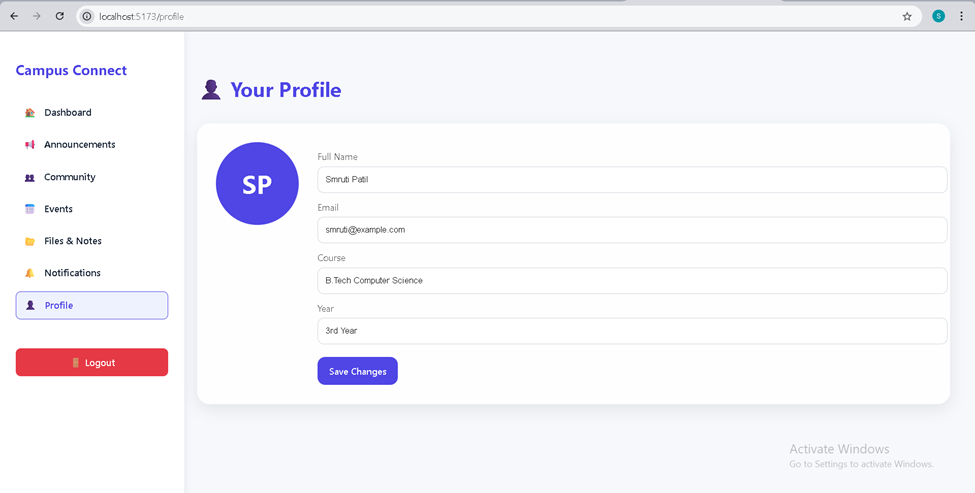 localhost:5173/profile
S
Campus Connect
Dashboard
Announcements
Community
Events
Files & Notes
Notifications
Profile
Logout
Your Profile
SP
Full Name
Smruti Patil
Email
smruti@example.com
Course
B.Tech Computer Science
Year
3rd Year
Save Changes
Activate Windows
Go to Settings to activate Windows.